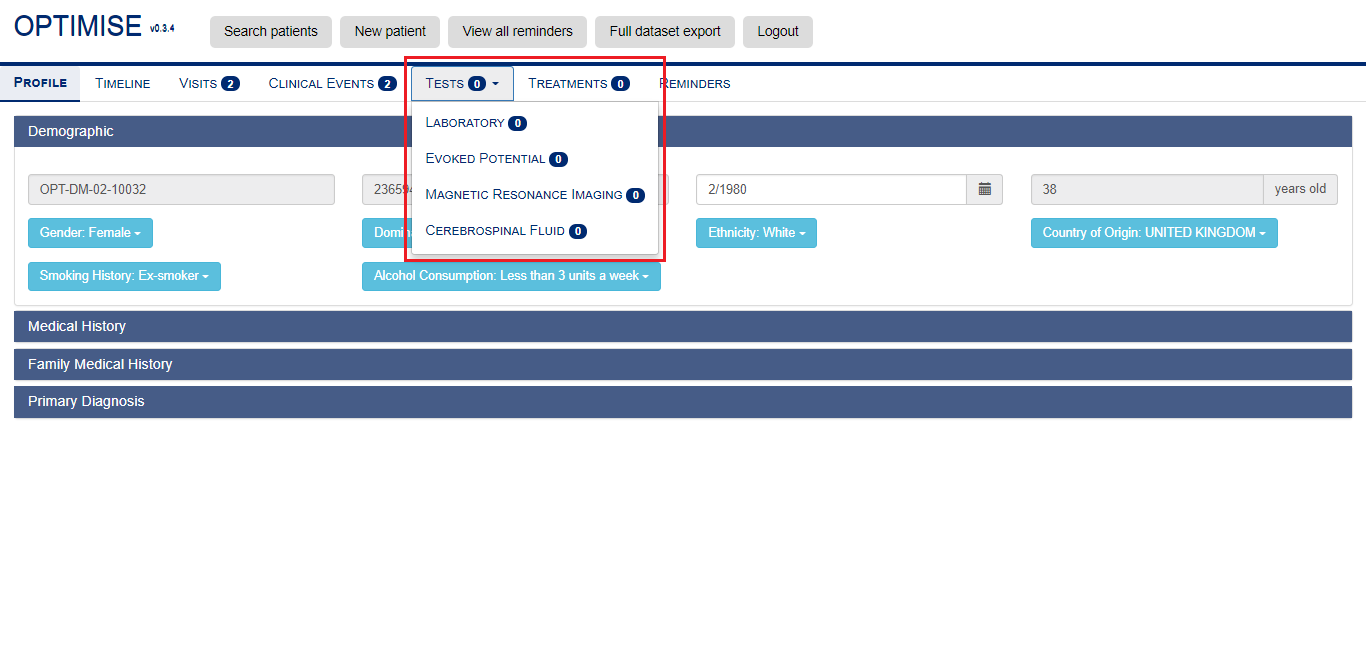 OPTIMISE v0.3.4 Search patients New patient View all reminders Full dataset export Logout
PROFILE TIMELINE VISITS 2 CLINICAL EVENTS 2 TESTS 0 TREATMENTS 0 REMINDERS
Demographic
LABORATORY 0
EVOKED POTENTIAL 0
MAGNETIC RESONANCE IMAGING 0
CEREBROSPINAL FLUID 0
OPT-DM-02-10032 2/1980 38 years old
Gender: Female Ethnicity: White Country of Origin: UNITED KINGDOM
Smoking History: Ex-smoker Alcohol Consumption: Less than 3 units a week
Medical History
Family Medical History
Primary Diagnosis